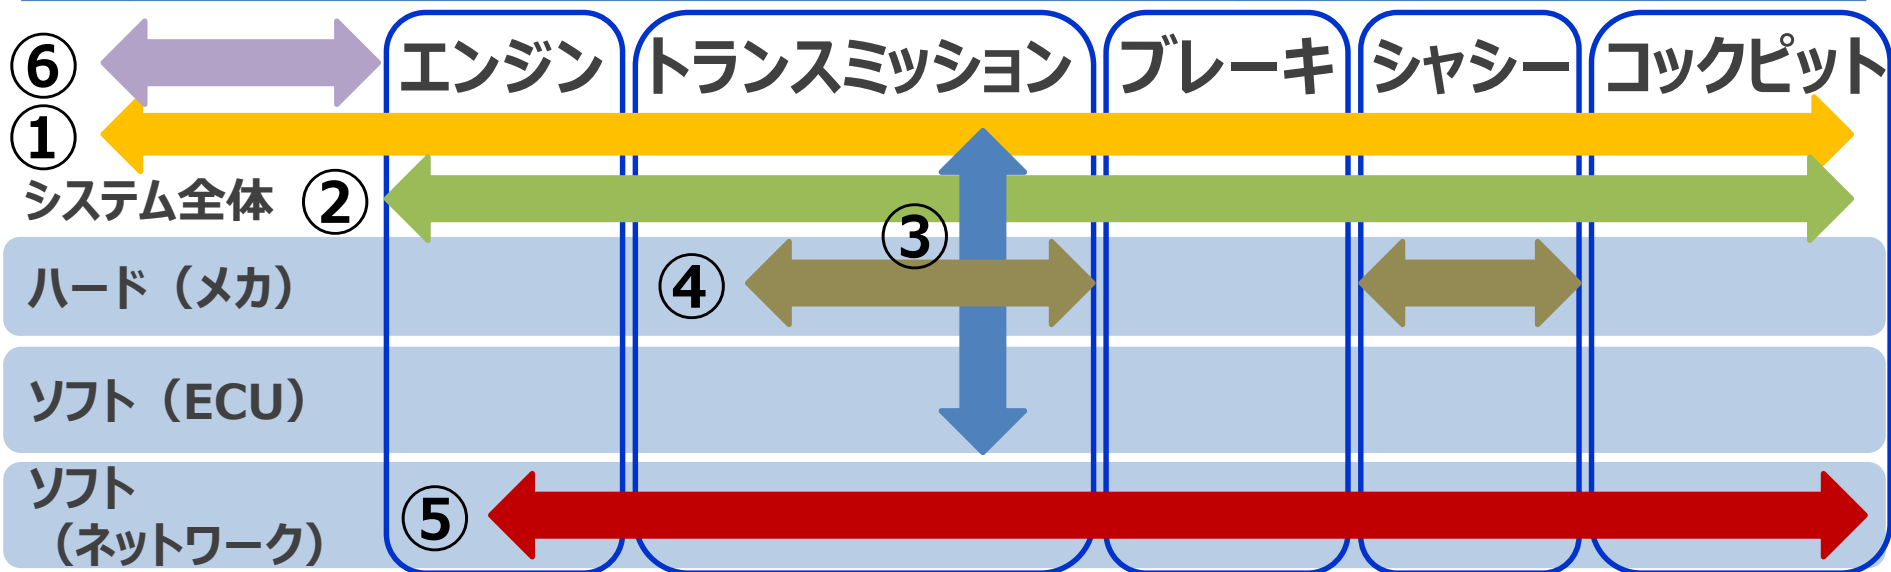 ⑥ エンジン トランスミッション ブレーキ シャシー コックピット
①
システム全体 ②
③
ハード（メカ） ④
ソフト（ECU）
ソフト
（ネットワーク） ⑤